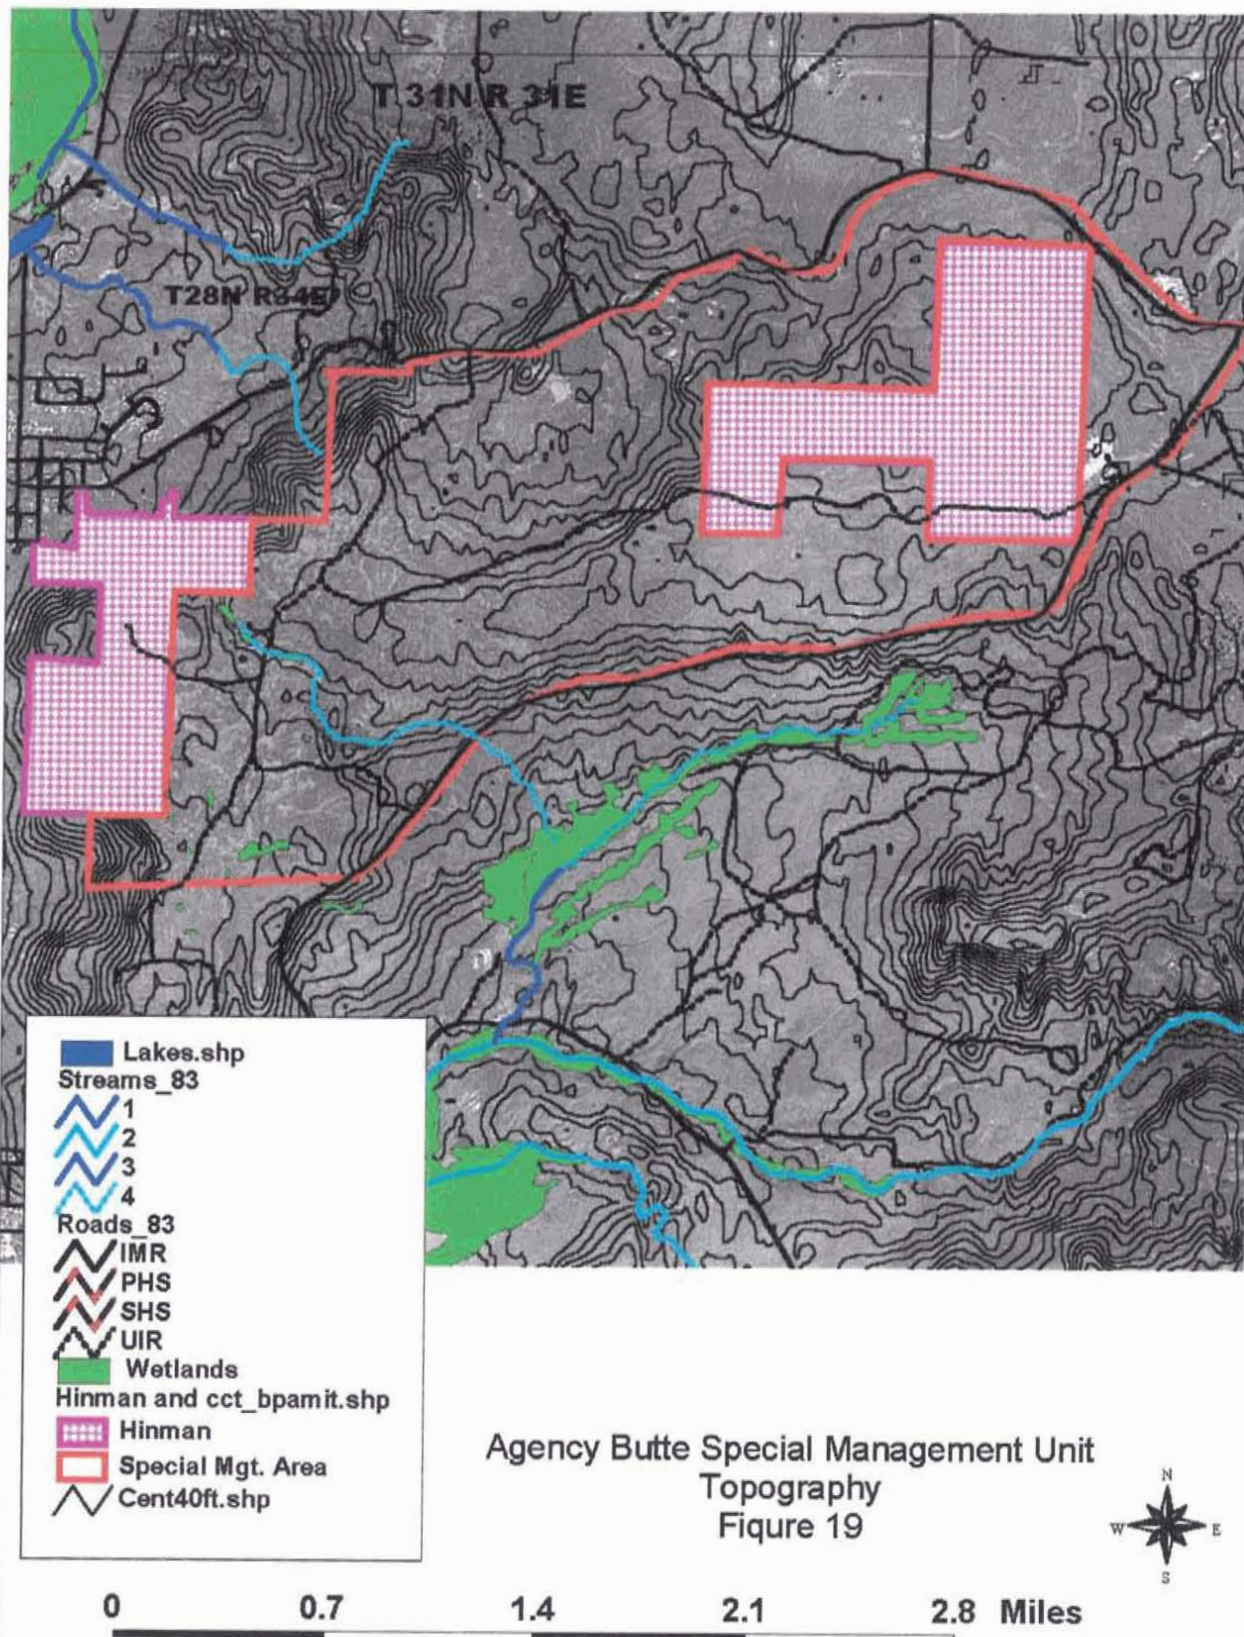 T.31N R 31E
T28N R34E
Lakes.shp
Streams_83
1
2
3
4
Roads_83
IMR
PHS
SHS
UIR
Wetlands
Hinman and cct_bpamit.shp
Hinman
Special Mgt. Area
Cent40ft.shp
Agency Butte Special Management Unit
Topography
Fiqure 19
N
W E
S
0 0.7 1.4 2.1 2.8 Miles